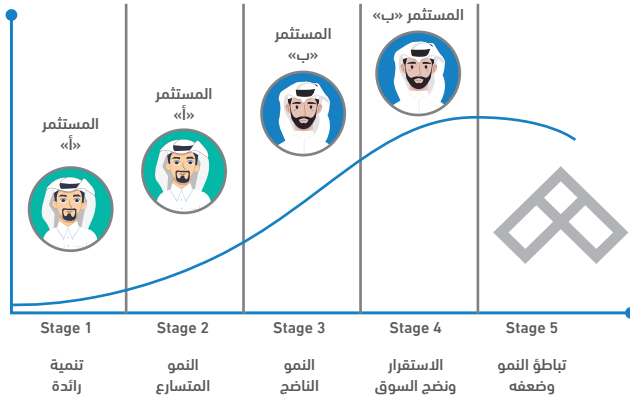 المستثمر
«أ»
المستثمر
«أ»
المستثمر
«ب»
المستثمر «ب»
Stage 1
Stage 2
Stage 3
Stage 4
Stage 5
تنمية
رائدة
النمو
المتسارع
النمو
الناضج
الاستقرار
ونضج السوق
تباطؤ النمو
وضعفه